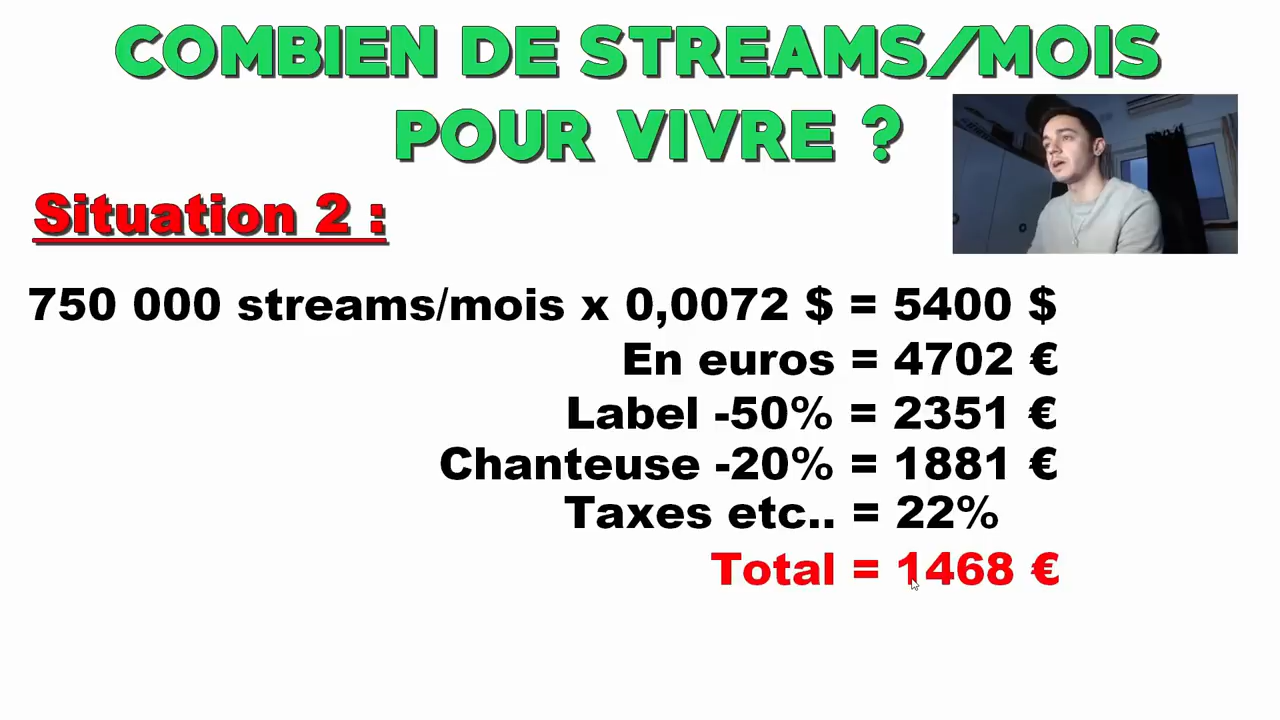 COMBIEN DE STREAMS/MOIS
POUR VIVRE ?
Situation 2 :
750 000 streams/mois x 0,0072 $ = 5400 $
En euros = 4702 €
Label -50% = 2351 €
Chanteuse -20% = 1881 €
Taxes etc.. = 22%
Total = 1468 €